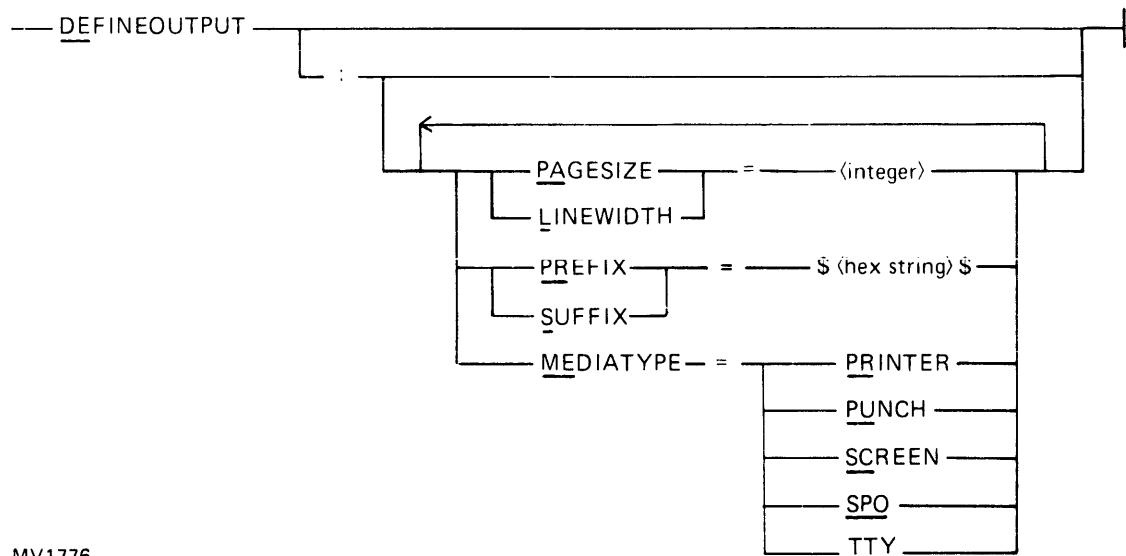 DEFINEOUTPUT
:
PAGESIZE = <integer>
LINEWIDTH
PREFIX = $ <hex string> $
SUFFIX
MEDIATYPE = PRINTER
PUNCH
SCREEN
SPO
TTY
MV1776